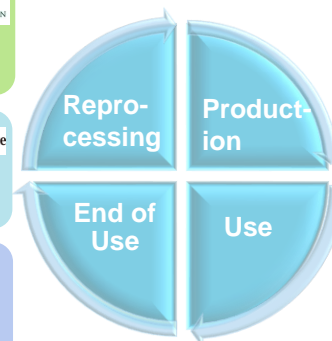 N
e
Repro-
cessing
Product-
ion
End of
Use
Use